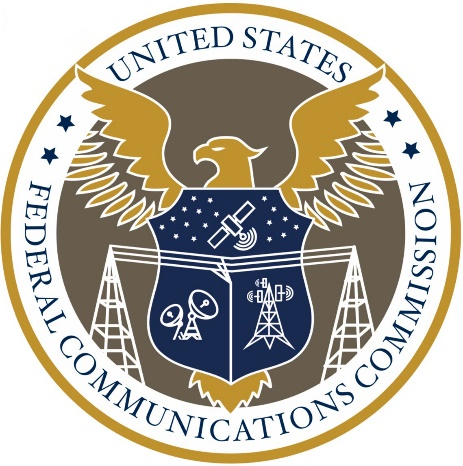 UNITED STATES
FEDERAL COMMUNICATIONS COMMISSION